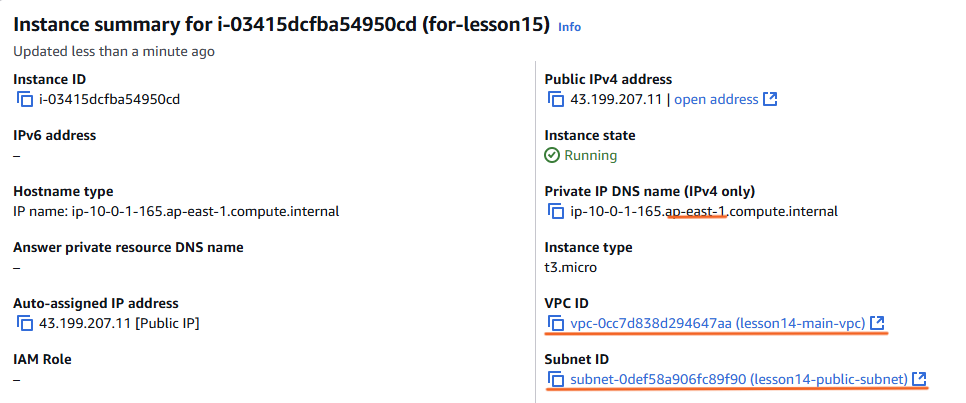 Instance summary for i-03415dcfba54950cd (for-lesson15) Info
Updated less than a minute ago
Instance ID
i-03415dcfba54950cd
IPv6 address
–
Hostname type
IP name: ip-10-0-1-165.ap-east-1.compute.internal
Answer private resource DNS name
–
Auto-assigned IP address
43.199.207.11 [Public IP]
IAM Role
–
Public IPv4 address
43.199.207.11 | open address
Instance state
Running
Private IP DNS name (IPv4 only)
ip-10-0-1-165.ap-east-1.compute.internal
Instance type
t3.micro
VPC ID
vpc-0cc7d838d294647aa (lesson14-main-vpc)
Subnet ID
subnet-0def58a906fc89f90 (lesson14-public-subnet)